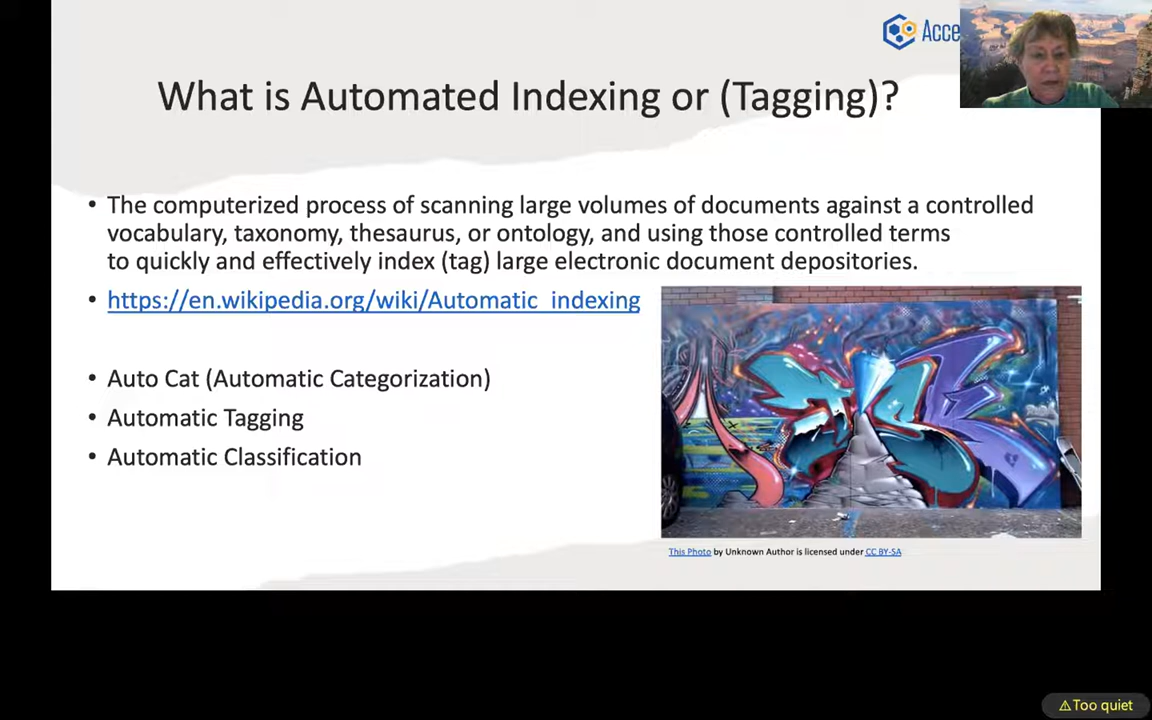 Acce
What is Automated Indexing or (Tagging)?
• The computerized process of scanning large volumes of documents against a controlled
vocabulary, taxonomy, thesaurus, or ontology, and using those controlled terms
to quickly and effectively index (tag) large electronic document depositories.
• https://en.wikipedia.org/wiki/Automatic_indexing
• Auto Cat (Automatic Categorization)
• Automatic Tagging
• Automatic Classification
This Photo by Unknown Author is licensed under CC BY-SA
⚠Too quiet